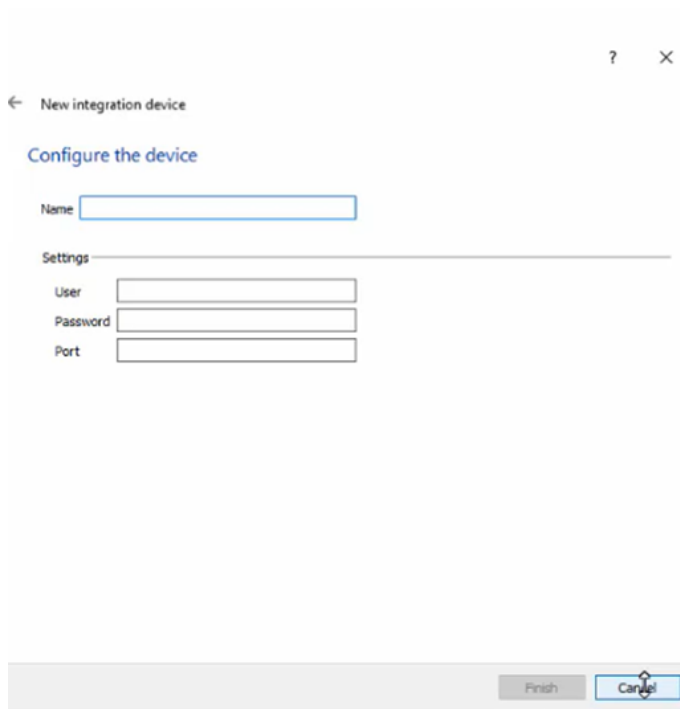 ?
New integration device
Configure the device
Name
Settings
User
Password
Port
Finish Cancel